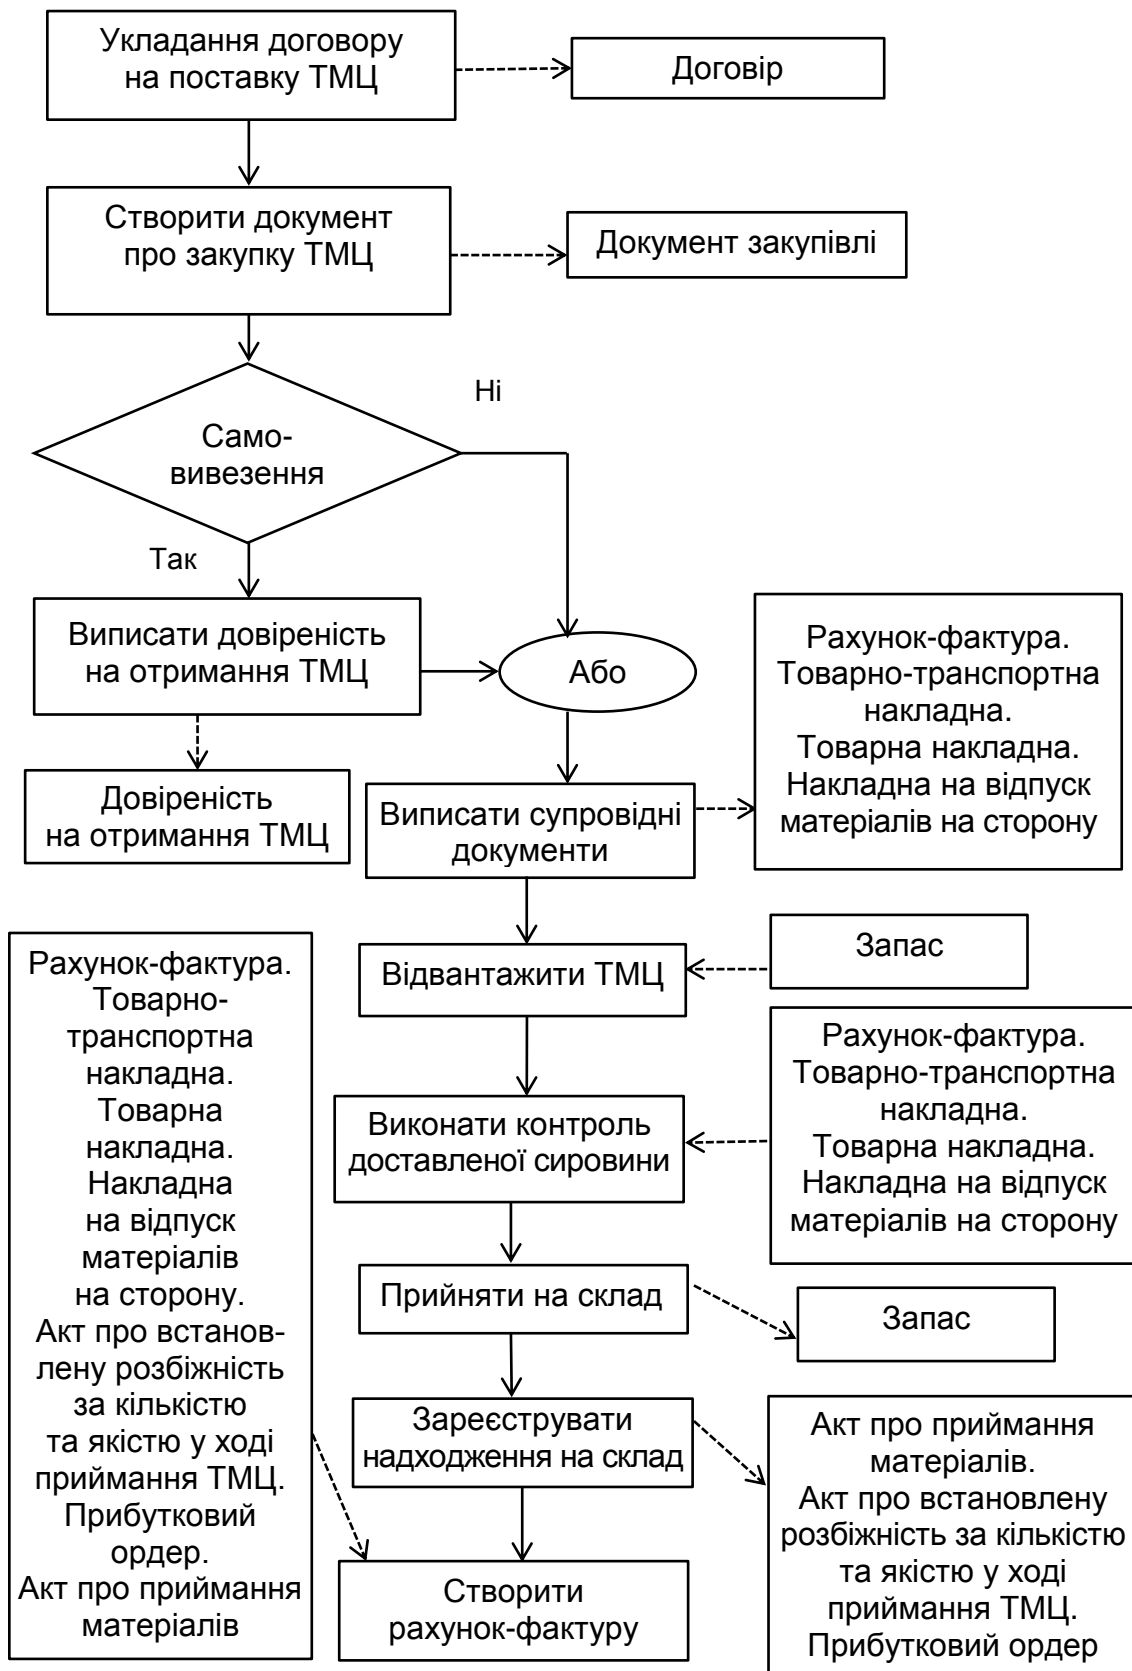 Укладання договору
на поставку ТМЦ
Договір
Створити документ
про закупку ТМЦ
Документ закупівлі
Ні
Само-
вивезення
Так
Виписати довіреність
на отримання ТМЦ
Або
Рахунок-фактура.
Товарно-транспортна
накладна.
Товарна накладна.
Накладна на відпуск
матеріалів на сторону
Довіреність
на отримання ТМЦ
Виписати супровідні
документи
Рахунок-фактура.
Товарно-
транспортна
накладна.
Товарна
накладна.
Накладна
на відпуск
матеріалів
на сторону.
Акт про встанов-
лену розбіжність
за кількістю
та якістю у ході
приймання ТМЦ.
Прибутковий
ордер.
Акт про приймання
матеріалів
Відвантажити ТМЦ
Запас
Виконати контроль
доставленої сировини
Рахунок-фактура.
Товарно-транспортна
накладна.
Товарна накладна.
Накладна на відпуск
матеріалів на сторону
Прийняти на склад
Запас
Зареєструвати
надходження на склад
Акт про приймання
матеріалів.
Акт про встановлену
розбіжність за кількістю
та якістю у ході
приймання ТМЦ.
Прибутковий ордер
Створити
рахунок-фактуру